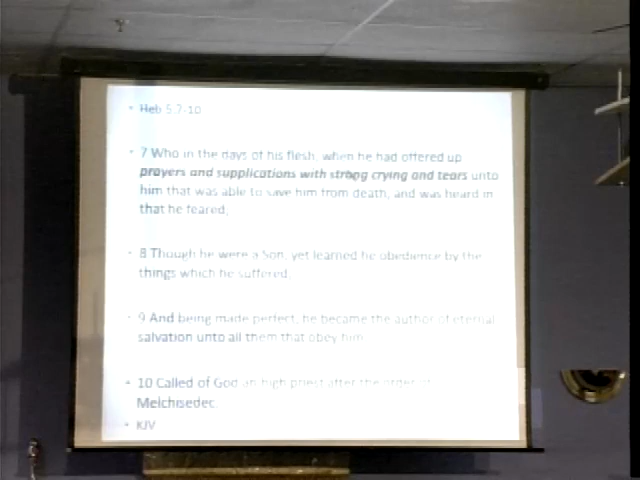 • Heb 5:7-10
• 7 Who in the days of his flesh, when he had offered up
prayers and supplications with strong crying and tears unto
him that was able to save him from death, and was heard in
that he feared;
• 8 Though he were a Son, yet learned he obedience by the
things which he suffered;
• 9 And being made perfect, he became the author of eternal
salvation unto all them that obey him
• 10 Called of God an high priest after the order of
Melchisedec.
• KJV